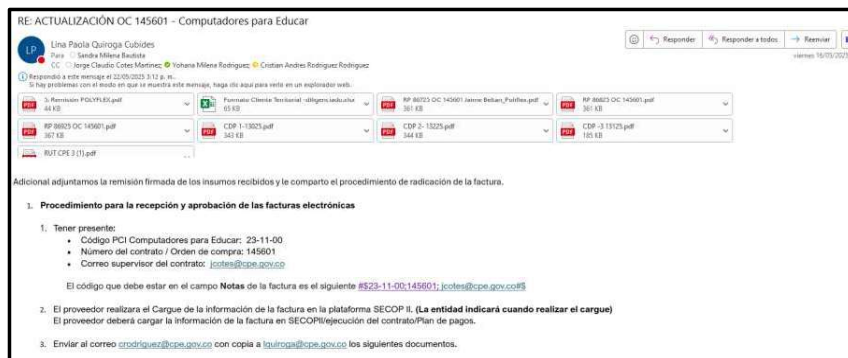 RE: ACTUALIZACIÓN OC 145601 - Computadores para Educar
LP
Lina Paola Quiroga Cubides
Para Sandra Milena Bautista
CC Jorge Claudio Cotes Martinez; Yohana Milena Rodriguez; Cristian Andres Rodriguez Rodriguez
Responder
Responder a todos
Reenviar
viernes 16/05/2025
Respondió a este mensaje el 22/05/2025 3:12 p. m..
Si hay problemas con el modo en que se muestra este mensaje, haga clic aquí para verlo en un explorador web.
PDF 3. Remisión POLYFLEX.pdf
44 KB
Formato Cliente Territorial
65 KB
PDF RP 86725 OC 145601 Jaime Beltan_Poliflex.pdf
361 KB
PDF RP 86825 OC 145601.pdf
361 KB
PDF RP 86925 OC 145601.pdf
367 KB
PDF CDP 1-13025.pdf
343 KB
PDF CDP 2- 13225.pdf
344 KB
PDF CDP -3 13125.pdf
185 KB
PDF RUT CPE 3 (1).pdf
Adicional adjuntamos la remisión firmada de los insumos recibidos y le comparto el procedimiento de radicación de la factura.
1. Procedimiento para la recepción y aprobación de las facturas electrónicas
1. Tener presente:
• Código PCI Computadores para Educar: 23-11-00
• Número del contrato / Orden de compra: 145601
• Correo supervisor del contrato: jcotes@cpe.gov.co
El código que debe estar en el campo Notas de la factura es el siguiente #$23-11-00;145601; jcotes@cpe.gov.co#$
2. El proveedor realizara el Cargue de la información de la factura en la plataforma SECOP II. (La entidad indicará cuando realizar el cargue)
El proveedor deberá cargar la información de la factura en SECOPII/ejecución del contrato/Plan de pagos.
3. Enviar al correo crodriguez@cpe.gov.co con copia a lquiroga@cpe.gov.co los siguientes documentos.